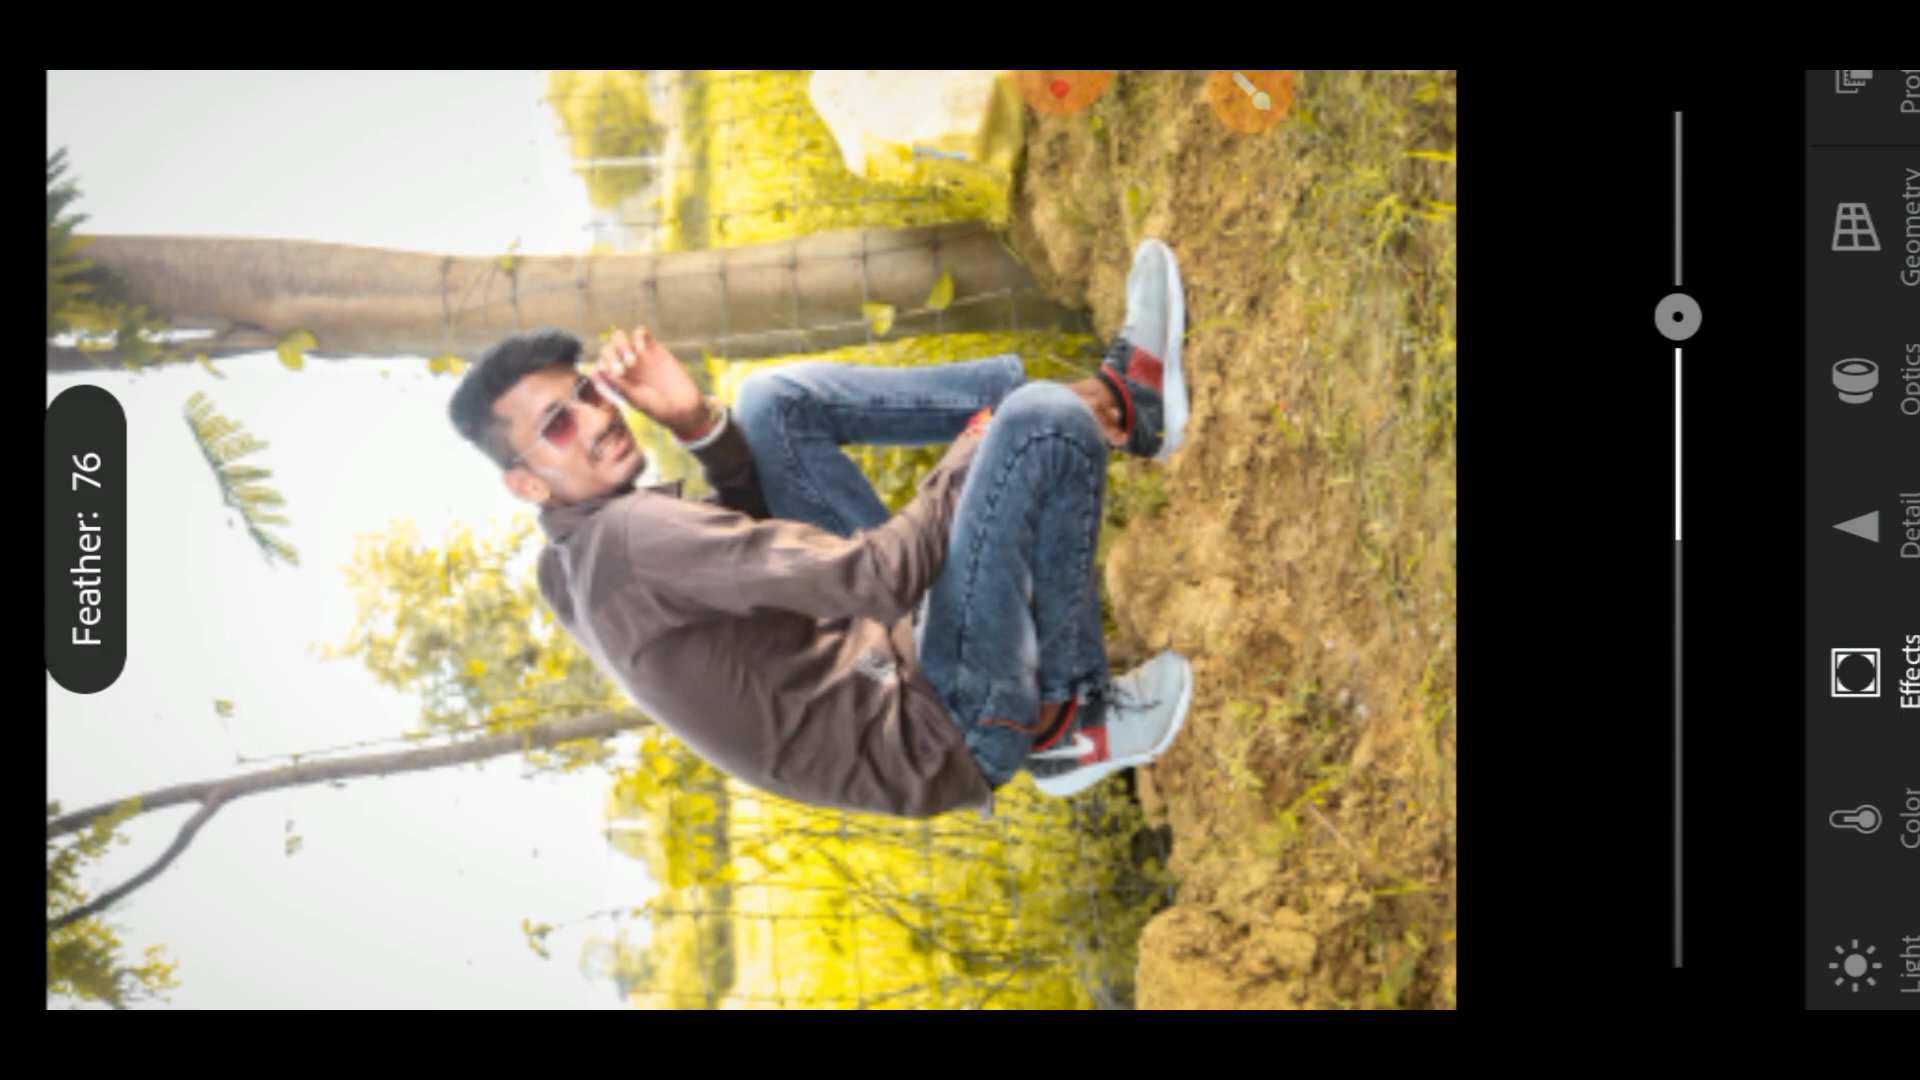 Feather: 76
Light
Color
Effects
Detail
Optics
Geometry